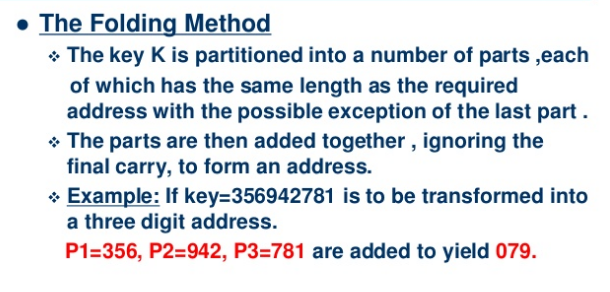 • The Folding Method
❖ The key K is partitioned into a number of parts ,each
of which has the same length as the required
address with the possible exception of the last part .
❖ The parts are then added together , ignoring the
final carry, to form an address.
❖ Example: If key=356942781 is to be transformed into
a three digit address.
P1=356, P2=942, P3=781 are added to yield 079.